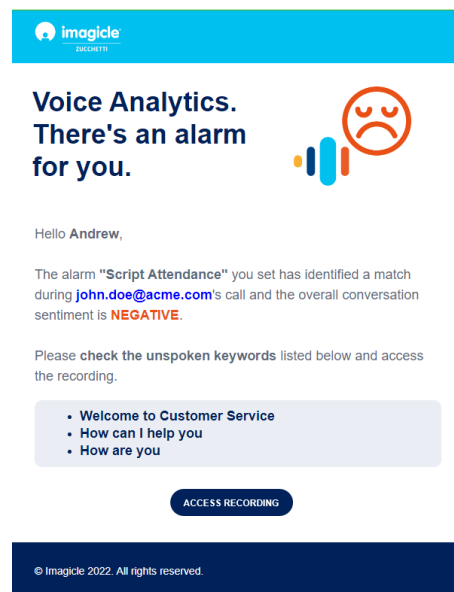 imagicle
ZUCCHETTI
Voice Analytics.
There's an alarm
for you.
Hello Andrew,
The alarm "Script Attendance" you set has identified a match
during john.doe@acme.com's call and the overall conversation
sentiment is NEGATIVE.
Please check the unspoken keywords listed below and access
the recording.
• Welcome to Customer Service
• How can I help you
• How are you
ACCESS RECORDING
© Imagicle 2022. All rights reserved.